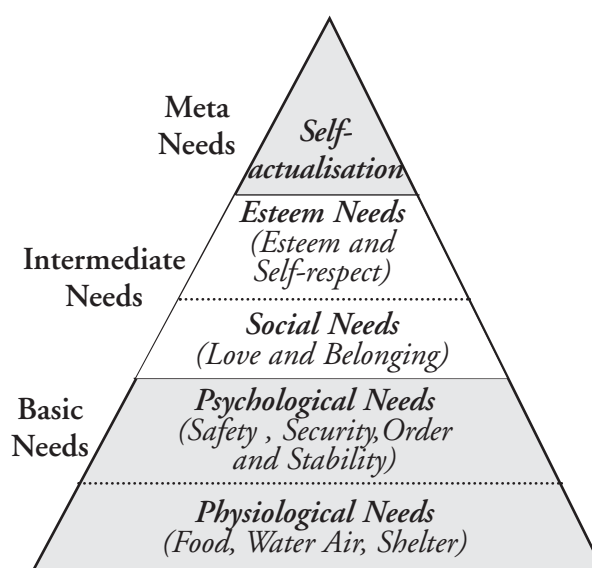 Meta
Needs
Self-
actualisation
Esteem Needs
(Esteem and
Self-respect)
Intermediate
Needs
Social Needs
(Love and Belonging)
Basic
Needs
Psychological Needs
(Safety , Security,Order
and Stability)
Physiological Needs
(Food, Water Air, Shelter)